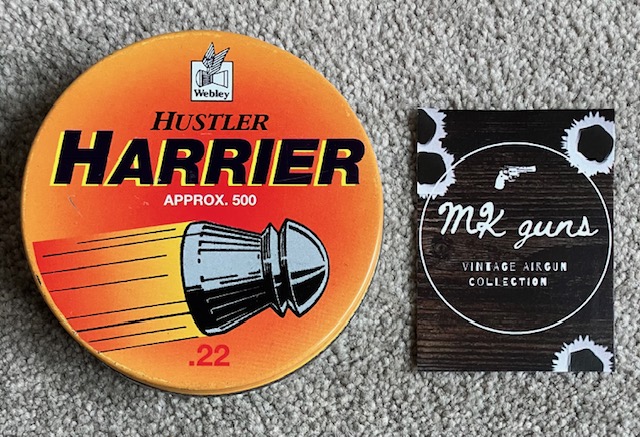 Webley
HUSTLER
HARRIER
APPROX. 500
.22
MK guns
VINTAGE AIRGUN
COLLECTION